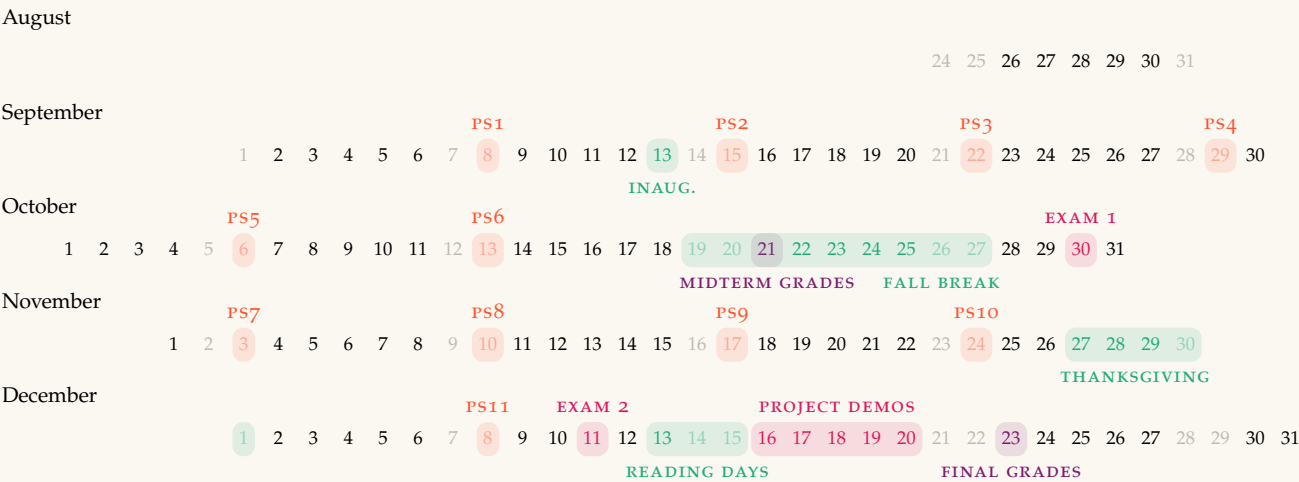 August
24 25 26 27 28 29 30 31
September
PS1 PS2 PS3 PS4
1 2 3 4 5 6 7 8 9 10 11 12 13 14 15 16 17 18 19 20 21 22 23 24 25 26 27 28 29 30
INAUG.
October
PS5 PS6 EXAM 1
1 2 3 4 5 6 7 8 9 10 11 12 13 14 15 16 17 18 19 20 21 22 23 24 25 26 27 28 29 30 31
MIDTERM GRADES FALL BREAK
November
PS7 PS8 PS9 PS10
1 2 3 4 5 6 7 8 9 10 11 12 13 14 15 16 17 18 19 20 21 22 23 24 25 26 27 28 29 30
THANKSGIVING
December
PS11 EXAM 2 PROJECT DEMOS
1 2 3 4 5 6 7 8 9 10 11 12 13 14 15 16 17 18 19 20 21 22 23 24 25 26 27 28 29 30 31
READING DAYS FINAL GRADES